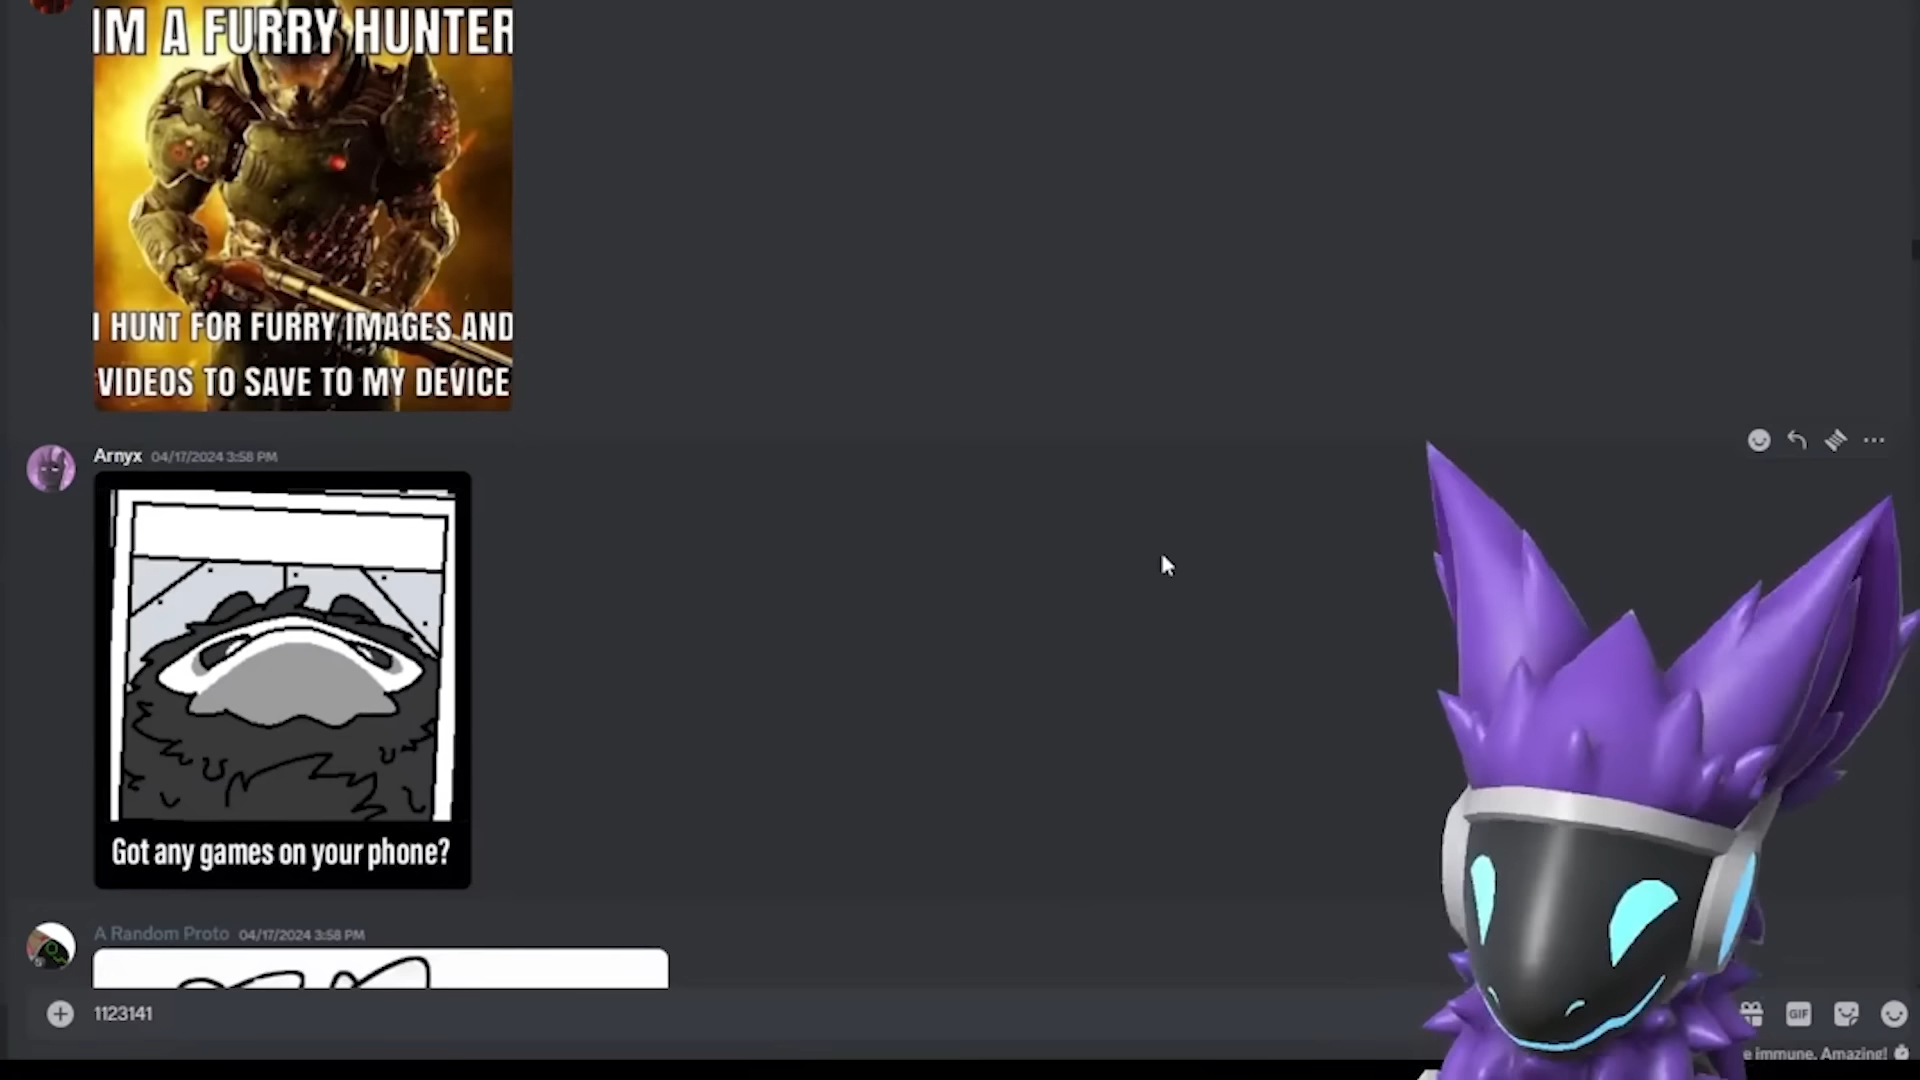 IM A FURRY HUNTER
I HUNT FOR FURRY IMAGES AND
VIDEOS TO SAVE TO MY DEVICE
Arnyx 04/17/2024 3:58 PM
Got any games on your phone?
A Random Proto 04/17/2024 3:58 PM
1123141
GIF
e immune. Amazing!